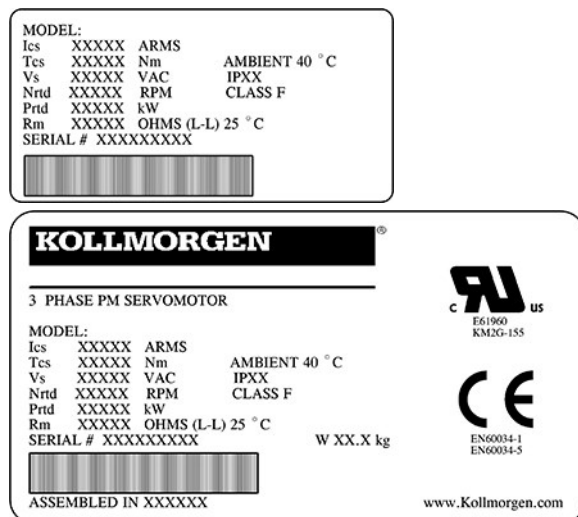 MODEL:
Ics XXXXX ARMS
Tcs XXXXX Nm AMBIENT 40 °C
Vs XXXXX VAC IPXX
Nrtd XXXXX RPM CLASS F
Prtd XXXXX kW
Rm XXXXX OHMS (L-L) 25 °C
SERIAL # XXXXXXXXX
KOLLMORGEN ®
3 PHASE PM SERVOMOTOR
MODEL:
Ics XXXXX ARMS
Tcs XXXXX Nm AMBIENT 40 °C
Vs XXXXX VAC IPXX
Nrtd XXXXX RPM CLASS F
Prtd XXXXX kW
Rm XXXXX OHMS (L-L) 25 °C
SERIAL # XXXXXXXXX W XX.X kg
ASSEMBLED IN XXXXXX
c RU us
E61960
KM2G-155
CE
EN60034-1
EN60034-5
www.Kollmorgen.com